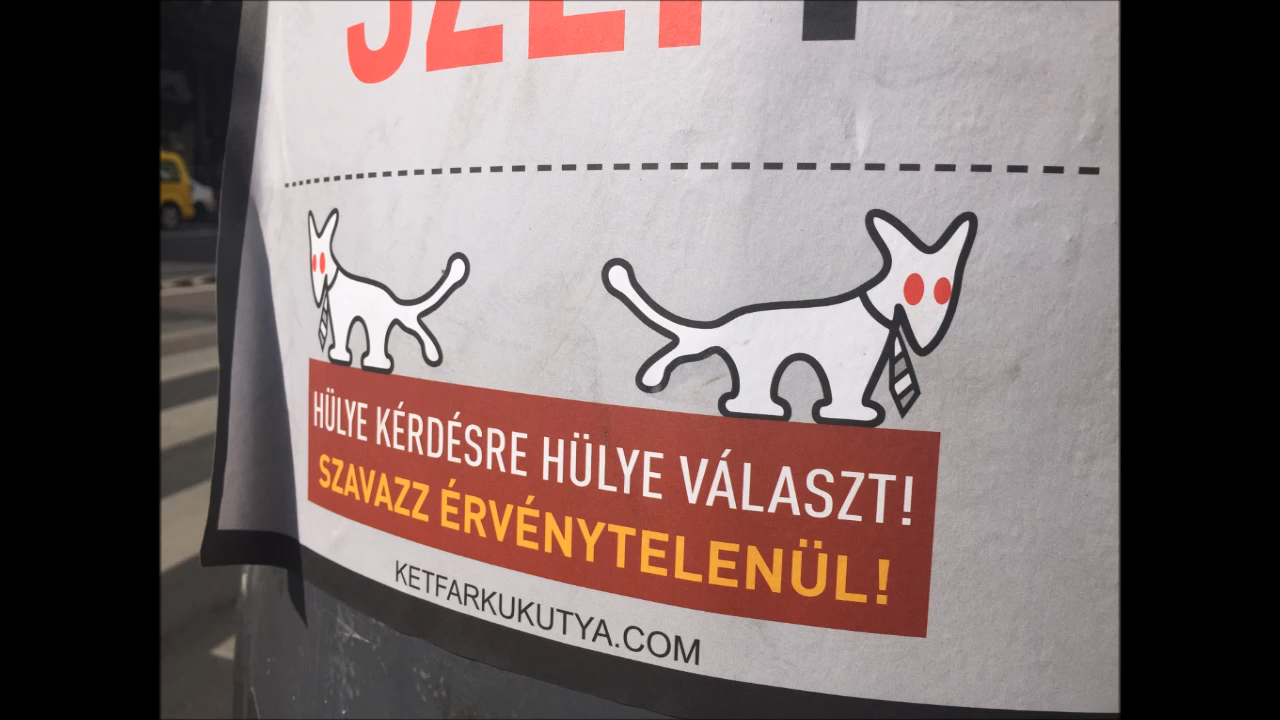 HÜLYE KÉRDÉSRE HÜLYE VÁLASZT!
SZAVAZZ ÉRVÉNYTELENÜL!
KETFARKUKUTYA.COM